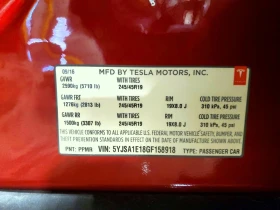 09/16
MFD BY TESLA MOTORS, INC.
GVWR WITH TIRES
2590kg (5710 lb) 245/45R19
GAWR FRT WITH TIRES RIM COLD TIRE PRESSURE
1276kg (2813 lb) 245/45R19 19X8.0 J 310 kPa, 45 psi
GAWR RR WITH TIRES RIM COLD TIRE PRESSURE
1500kg (3307 lb) 245/45R19 19X8.0 J 310 kPa, 45 psi
THIS VEHICLE CONFORMS TO ALL APPLICABLE U.S. FEDERAL MOTOR VEHICLE SAFETY, BUMPER, AND
THEFT PREVENTION STANDARDS IN EFFECT ON THE DATE OF MANUFACTURE SHOWN ABOVE.
PNT: PPMR VIN: 5YJSA1E18GF158918 TYPE: PASSENGER CAR